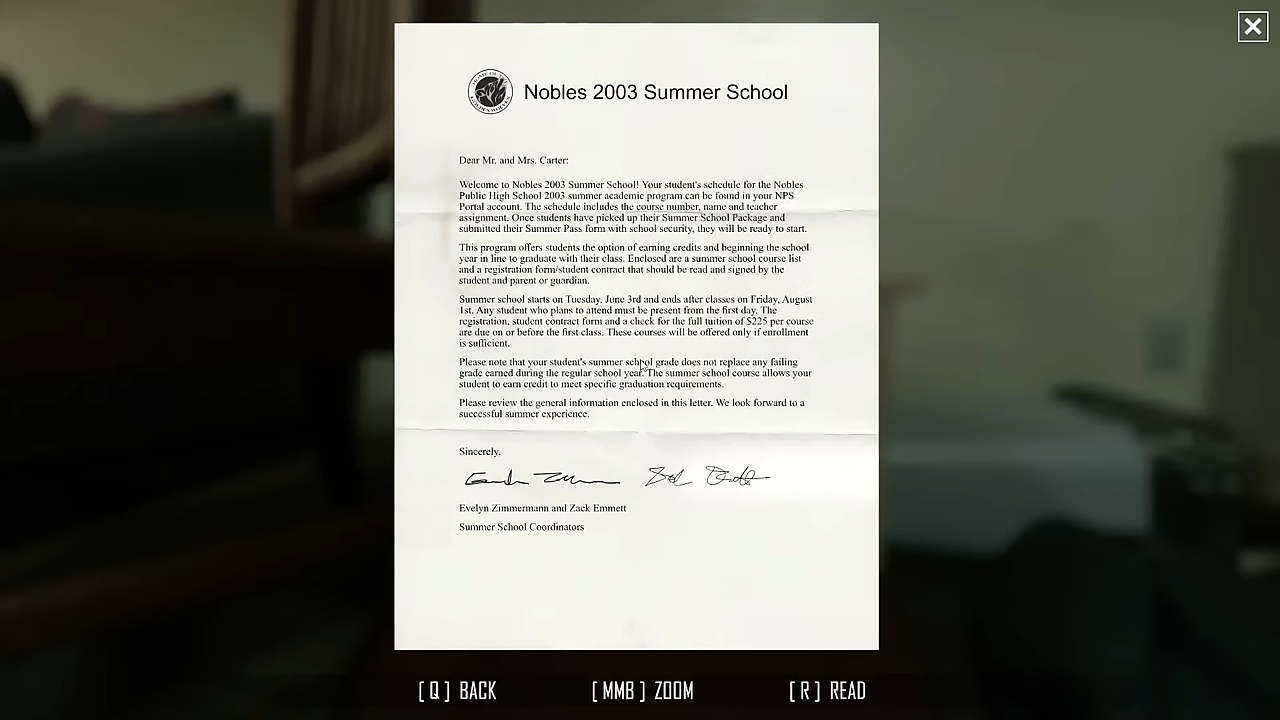 HOME OF THE
GOLDEN WOLVES
Nobles 2003 Summer School
Dear Mr. and Mrs. Carter:
Welcome to Nobles 2003 Summer School! Your student's schedule for the Nobles
Public High School 2003 summer academic program can be found in your NPS
Portal account. The schedule includes the course number, name and teacher
assignment. Once students have picked up their Summer School Package and
submitted their Summer Pass form with school security, they will be ready to start.
This program offers students the option of earning credits and beginning the school
year in line to graduate with their class. Enclosed are a summer school course list
and a registration form/student contract that should be read and signed by the
student and parent or guardian.
Summer school starts on Tuesday, June 3rd and ends after classes on Friday, August
1st. Any student who plans to attend must be present from the first day. The
registration, student contract form and a check for the full tuition of $225 per course
are due on or before the first class. These courses will be offered only if enrollment
is sufficient.
Please note that your student's summer school grade does not replace any failing
grade earned during the regular school year. The summer school course allows your
student to earn credit to meet specific graduation requirements.
Please review the general information enclosed in this letter. We look forward to a
successful summer experience.
Sincerely,
Evelyn Zimmermann and Zack Emmett
Summer School Coordinators
[ Q ] BACK [ MMB ] ZOOM [ R ] READ